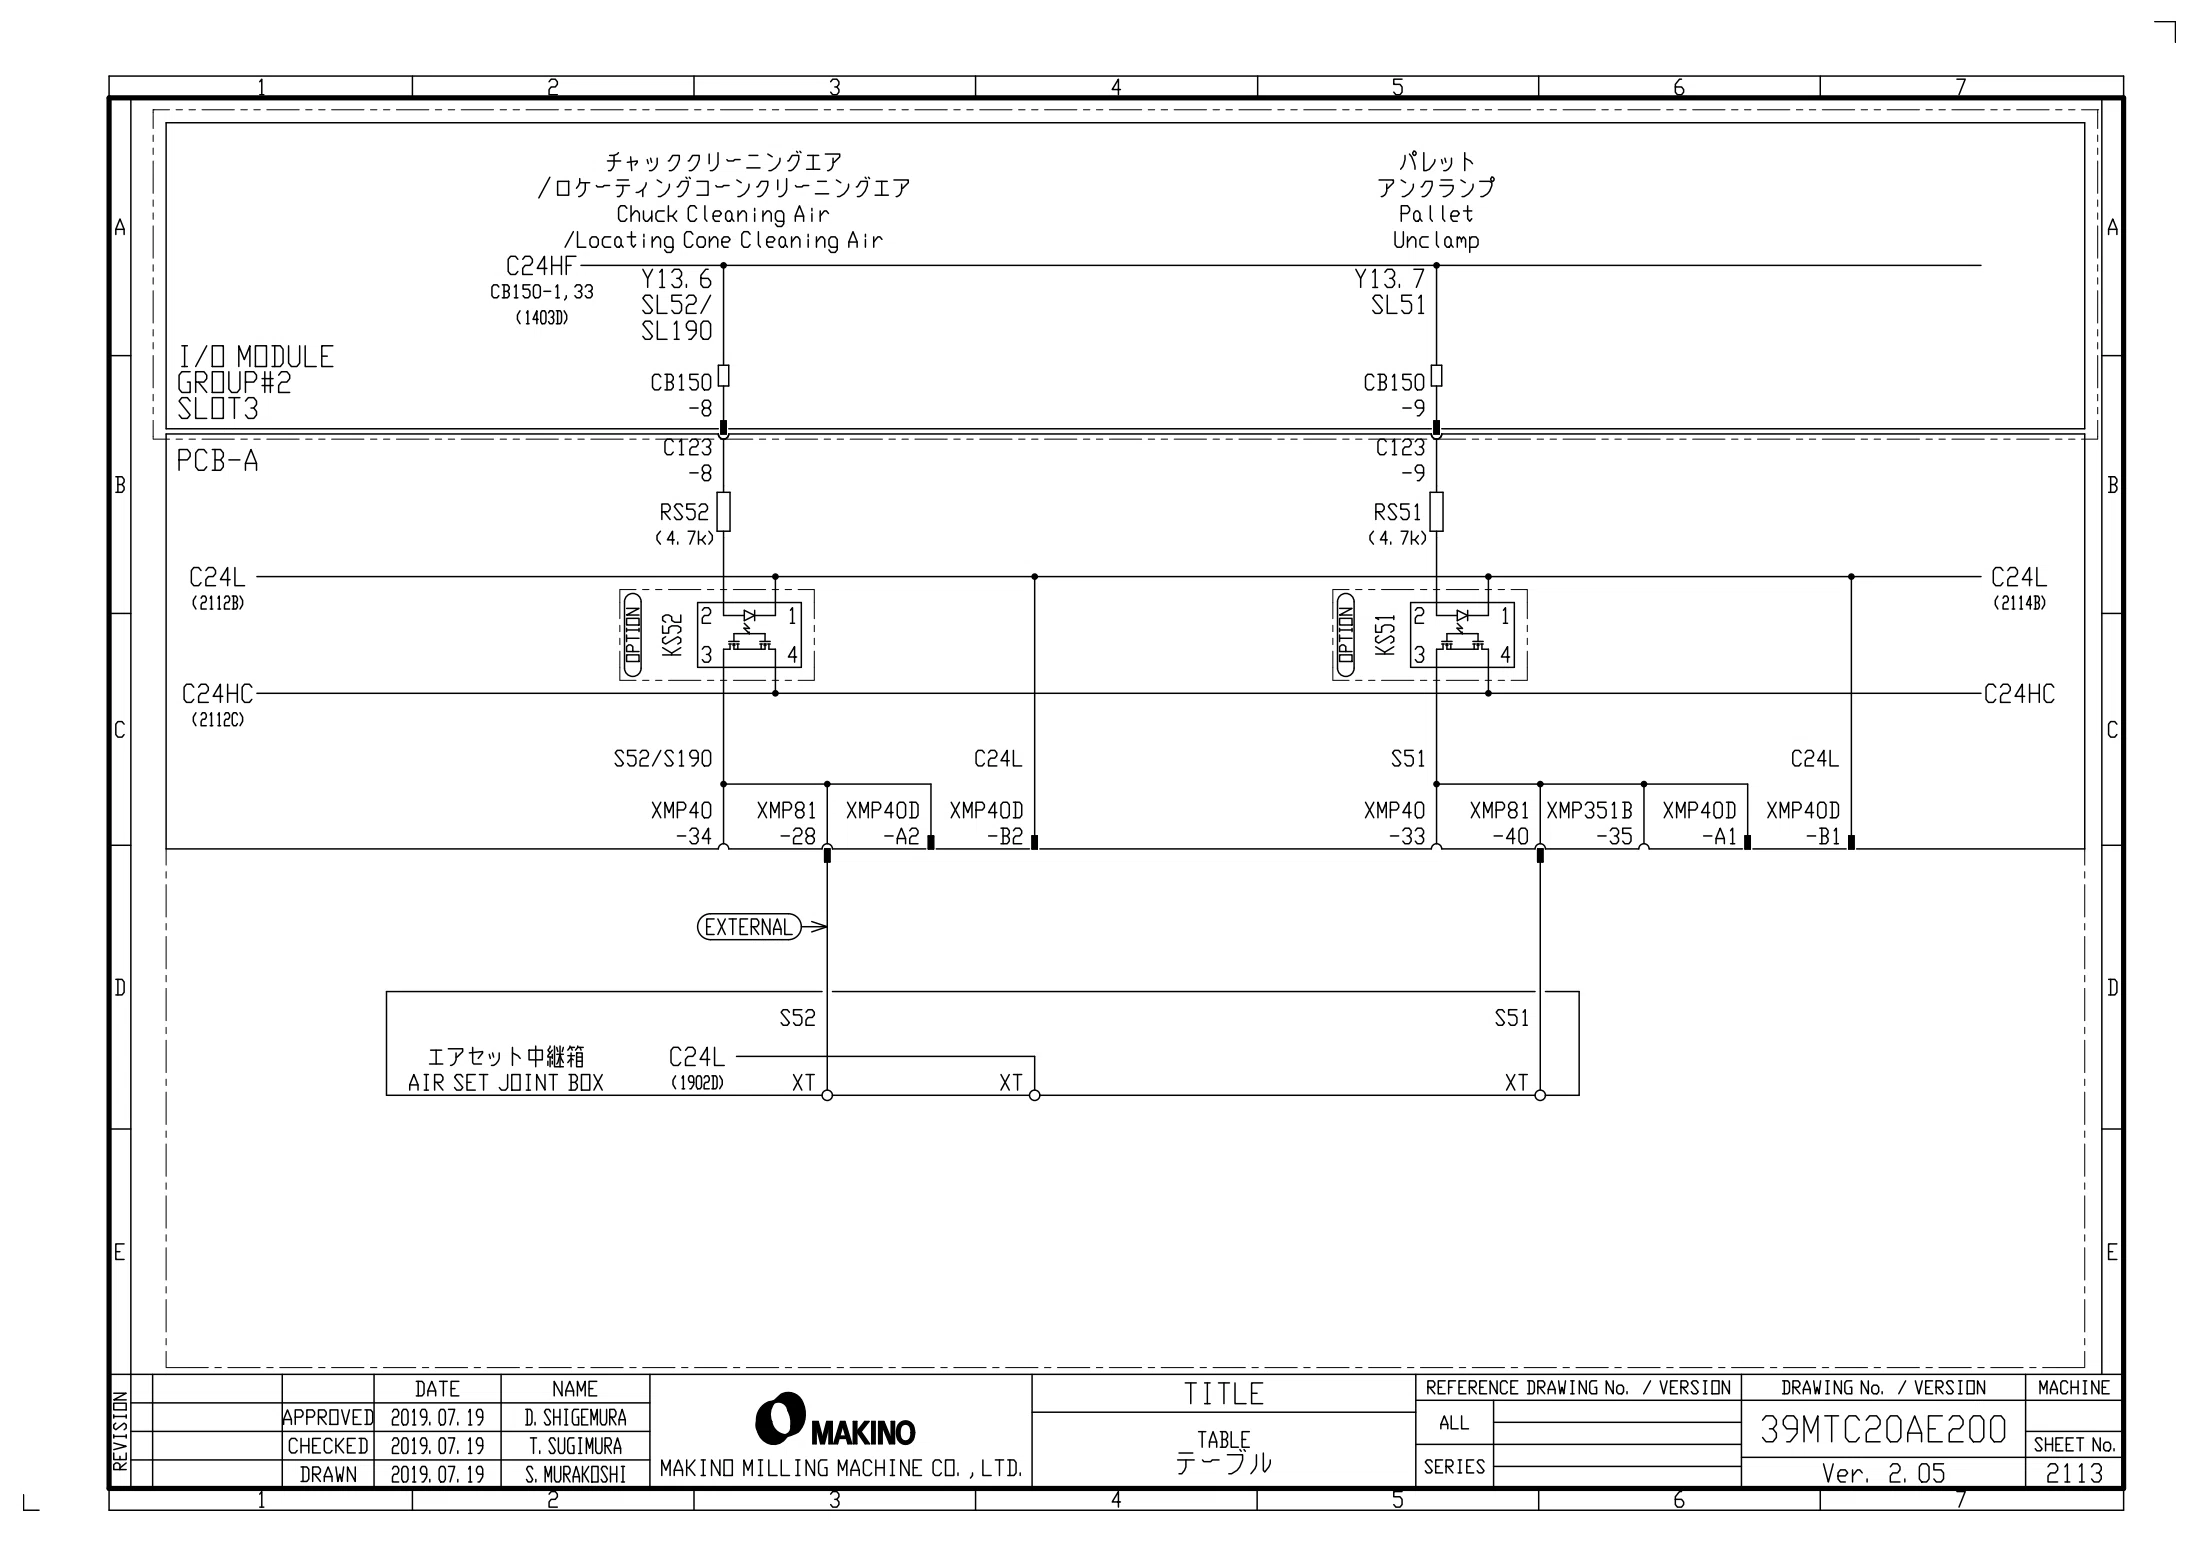 1 2 3 4 5 6 7
チャッククリーニングエア
/ロケーティングコーンクリーニングエア
Chuck Cleaning Air
/Locating Cone Cleaning Air
パレット
アンクランプ
Pallet
Unclamp
A A
C24HF
CB150-1,33
(1403D)
Y13.6
SL52/
SL190
Y13.7
SL51
I/O MODULE
GROUP#2
SLOT3
CB150
-8
CB150
-9
PCB-A
C123
-8
C123
-9
B B
RS52
(4.7k)
RS51
(4.7k)
C24L
(2112B)
C24L
(2114B)
OPTION
KS52
2 1
3 4
OPTION
KS51
2 1
3 4
C24HC
(2112C)
C24HC
C C
S52/S190
C24L
S51
C24L
XMP40
-34
XMP81
-28
XMP40D
-A2
XMP40D
-B2
XMP40
-33
XMP81
-40
XMP351B
-35
XMP40D
-A1
XMP40D
-B1
EXTERNAL
D D
S52
S51
エアセット中継箱
AIR SET JOINT BOX
C24L
(1902D)
XT
XT
XT
E E
REVISION
DATE NAME
APPROVED 2019.07.19 D. SHIGEMURA
CHECKED 2019.07.19 T. SUGIMURA
DRAWN 2019.07.19 S. MURAKOSHI
MAKINO
MAKINO MILLING MACHINE CO.,LTD.
TITLE
TABLE
テーブル
REFERENCE DRAWING No. / VERSION
ALL
SERIES
DRAWING No. / VERSION
39MTC20AE200
Ver. 2.05
MACHINE
SHEET No.
2113
1 2 3 4 5 6 7